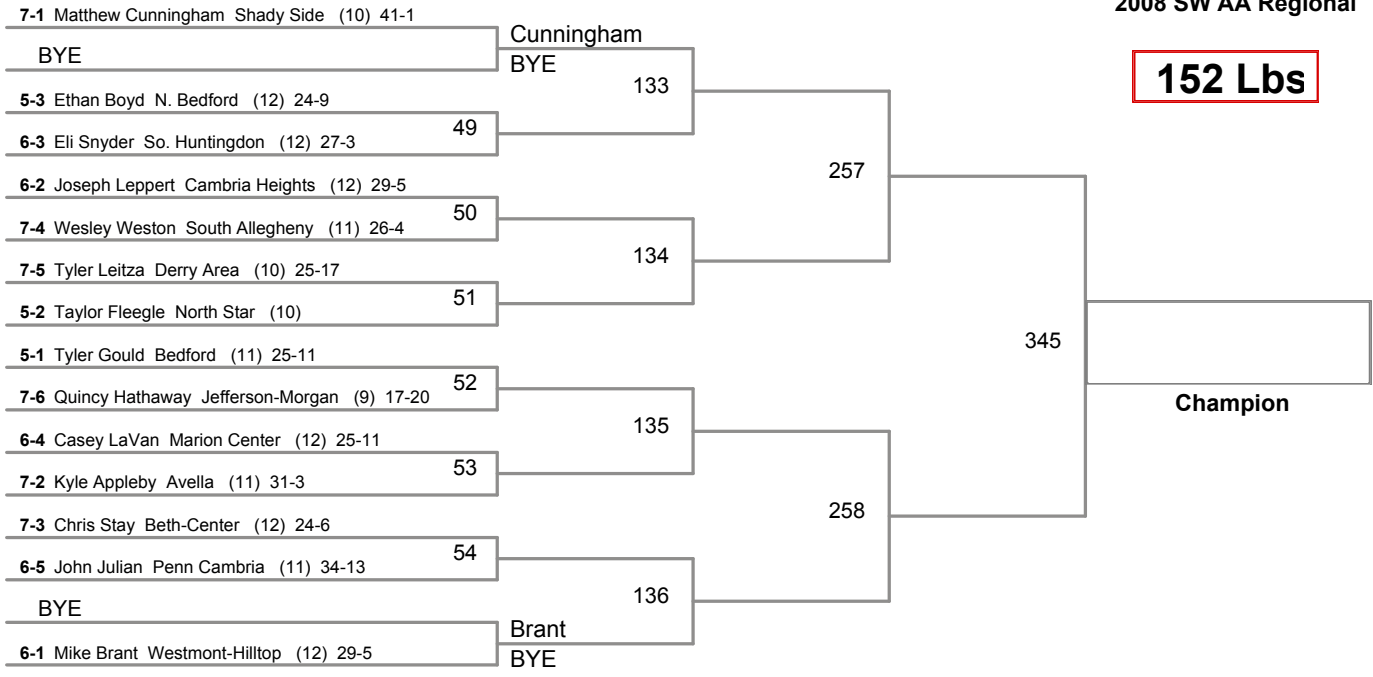 2008 SW AA Regional
152 Lbs
7-1 Matthew Cunningham Shady Side (10) 41-1
Cunningham
BYE
BYE
133
5-3 Ethan Boyd N. Bedford (12) 24-9
49
6-3 Eli Snyder So. Huntingdon (12) 27-3
257
6-2 Joseph Leppert Cambria Heights (12) 29-5
50
7-4 Wesley Weston South Allegheny (11) 26-4
134
7-5 Tyler Leitza Derry Area (10) 25-17
51
5-2 Taylor Fleegle North Star (10)
345
5-1 Tyler Gould Bedford (11) 25-11
52
7-6 Quincy Hathaway Jefferson-Morgan (9) 17-20
Champion
135
6-4 Casey LaVan Marion Center (12) 25-11
53
7-2 Kyle Appleby Avella (11) 31-3
258
7-3 Chris Stay Beth-Center (12) 24-6
54
6-5 John Julian Penn Cambria (11) 34-13
136
BYE
Brant
6-1 Mike Brant Westmont-Hilltop (12) 29-5
BYE